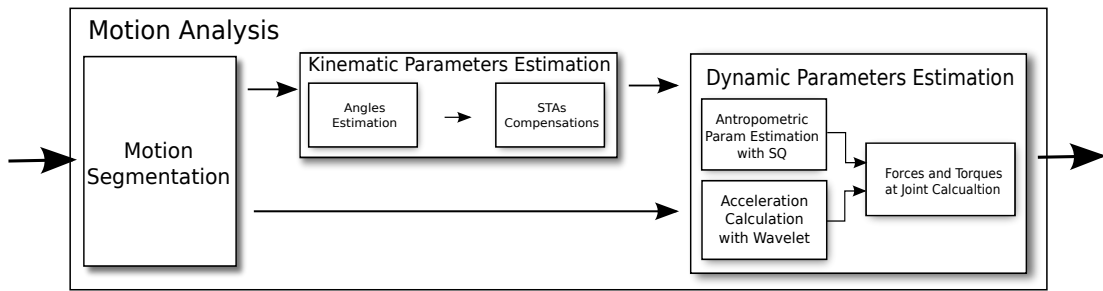 Motion Analysis
Motion
Segmentation
Kinematic Parameters Estimation
Angles
Estimation
STAs
Compensations
Dynamic Parameters Estimation
Antropometric
Param Estimation
with SQ
Acceleration
Calculation
with Wavelet
Forces and Torques
at Joint Calcualtion